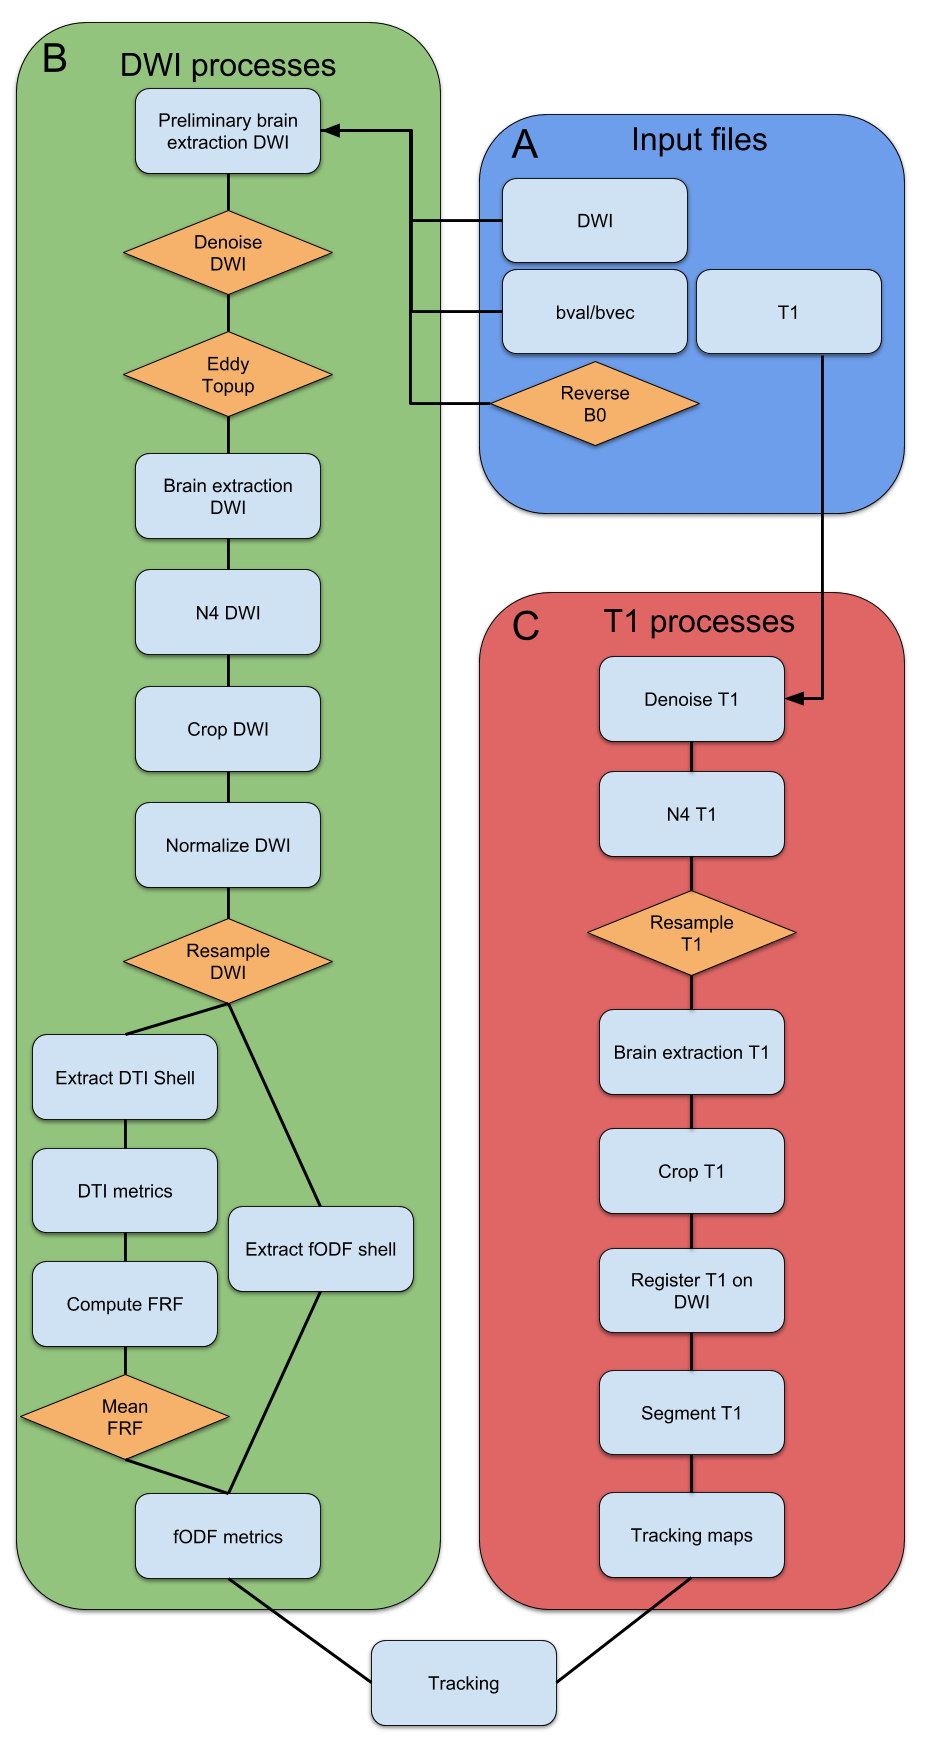 B
DWI processes
Preliminary brain
extraction DWI
Denoise
DWI
Eddy
Topup
Brain extraction
DWI
N4 DWI
Crop DWI
Normalize DWI
Resample
DWI
Extract DTI Shell
DTI metrics
Compute FRF
Mean
FRF
Extract fODF shell
fODF metrics
A
Input files
DWI
bval/bvec
T1
Reverse
B0
C
T1 processes
Denoise T1
N4 T1
Resample
T1
Brain extraction T1
Crop T1
Register T1 on
DWI
Segment T1
Tracking maps
Tracking